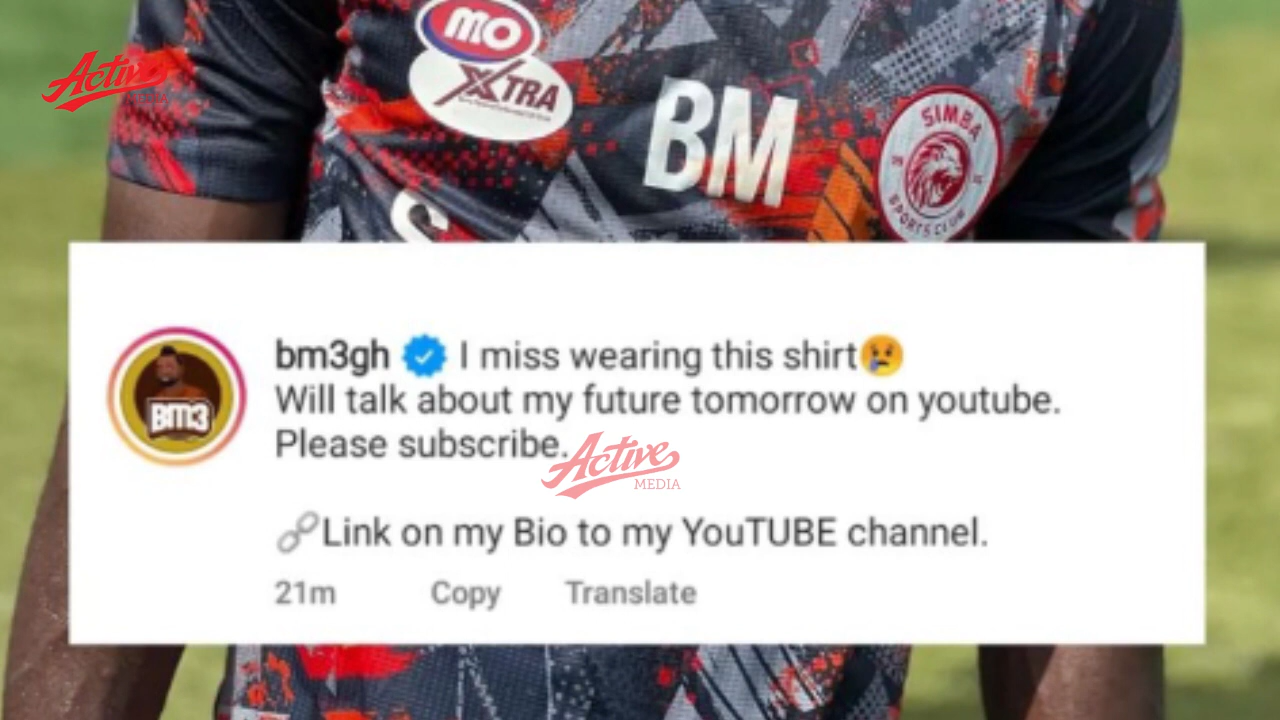 Active
MEDIA
MO
XTRA
BM
SIMBA
SPORTS CLUB
bm3gh I miss wearing this shirt😢
Will talk about my future tomorrow on youtube.
Please subscribe.
Active
MEDIA
🔗Link on my Bio to my YouTUBE channel.
21m Copy Translate
BM3